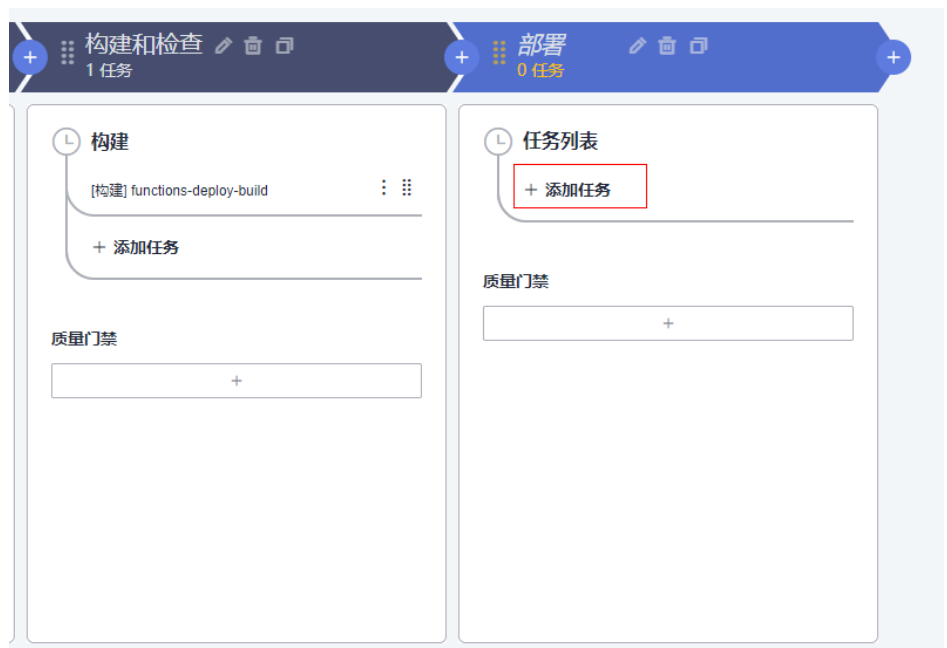 构建和检查
1 任务
部署
0 任务
构建
[构建] functions-deploy-build
+ 添加任务
质量门禁
+
任务列表
+ 添加任务
质量门禁
+